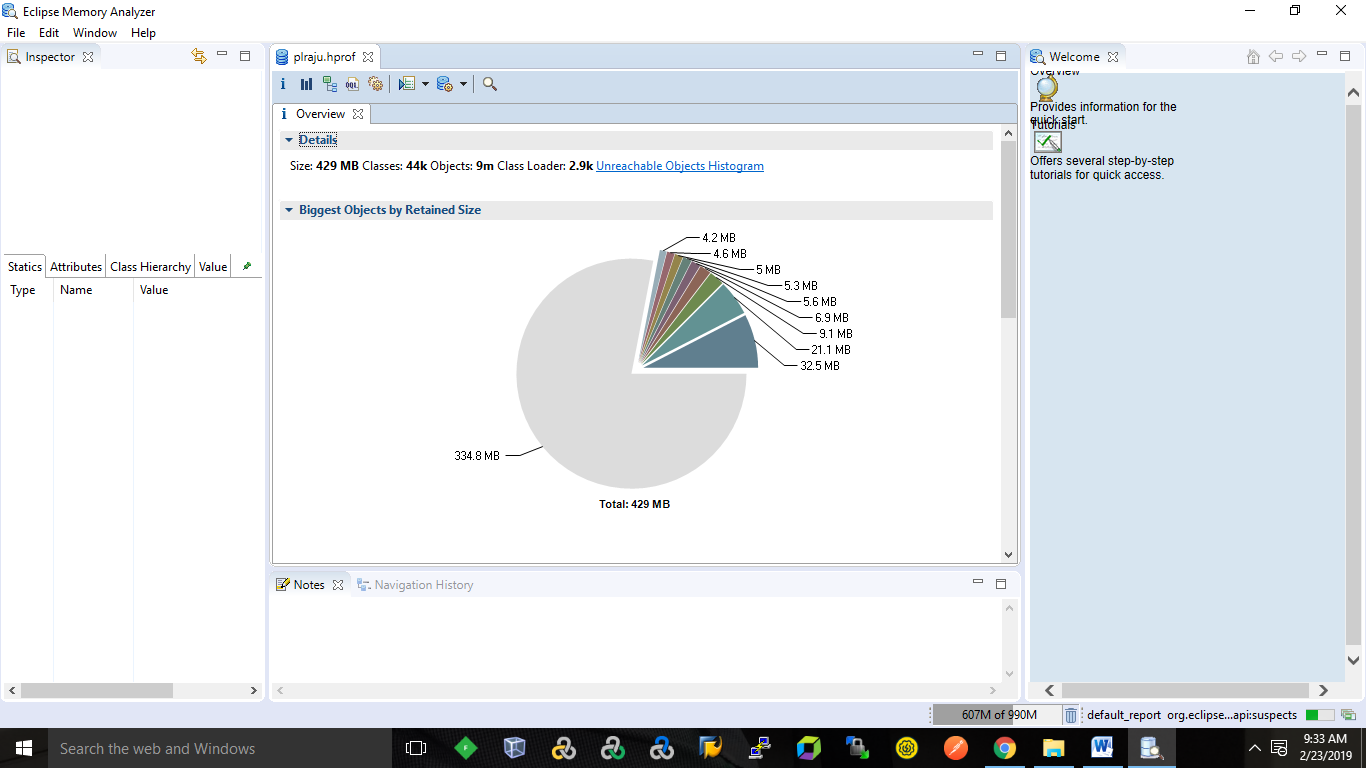 Eclipse Memory Analyzer
File Edit Window Help
Inspector
Statics Attributes Class Hierarchy Value
Type Name Value
plraju.hprof
OQL
i Overview
Details
Size: 429 MB Classes: 44k Objects: 9m Class Loader: 2.9k Unreachable Objects Histogram
Biggest Objects by Retained Size
4.2 MB
4.6 MB
5 MB
5.3 MB
5.6 MB
6.9 MB
9.1 MB
21.1 MB
32.5 MB
334.8 MB
Total: 429 MB
Notes Navigation History
Welcome
Overview
Provides information for the
quick start.
Tutorials
Offers several step-by-step
tutorials for quick access.
607M of 990M
default_report org.eclipse...api:suspects
Search the web and Windows
9:33 AM
2/23/2019